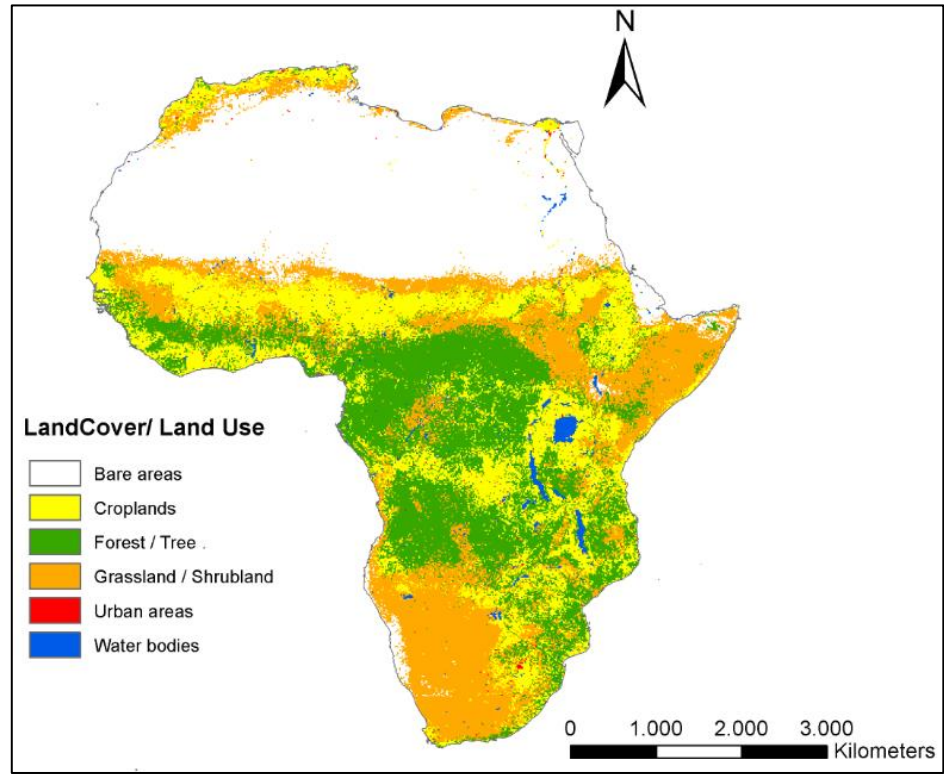 N
LandCover/ Land Use
Bare areas
Croplands
Forest / Tree .
Grassland / Shrubland
Urban areas
Water bodies
0 1.000 2.000 3.000
Kilometers